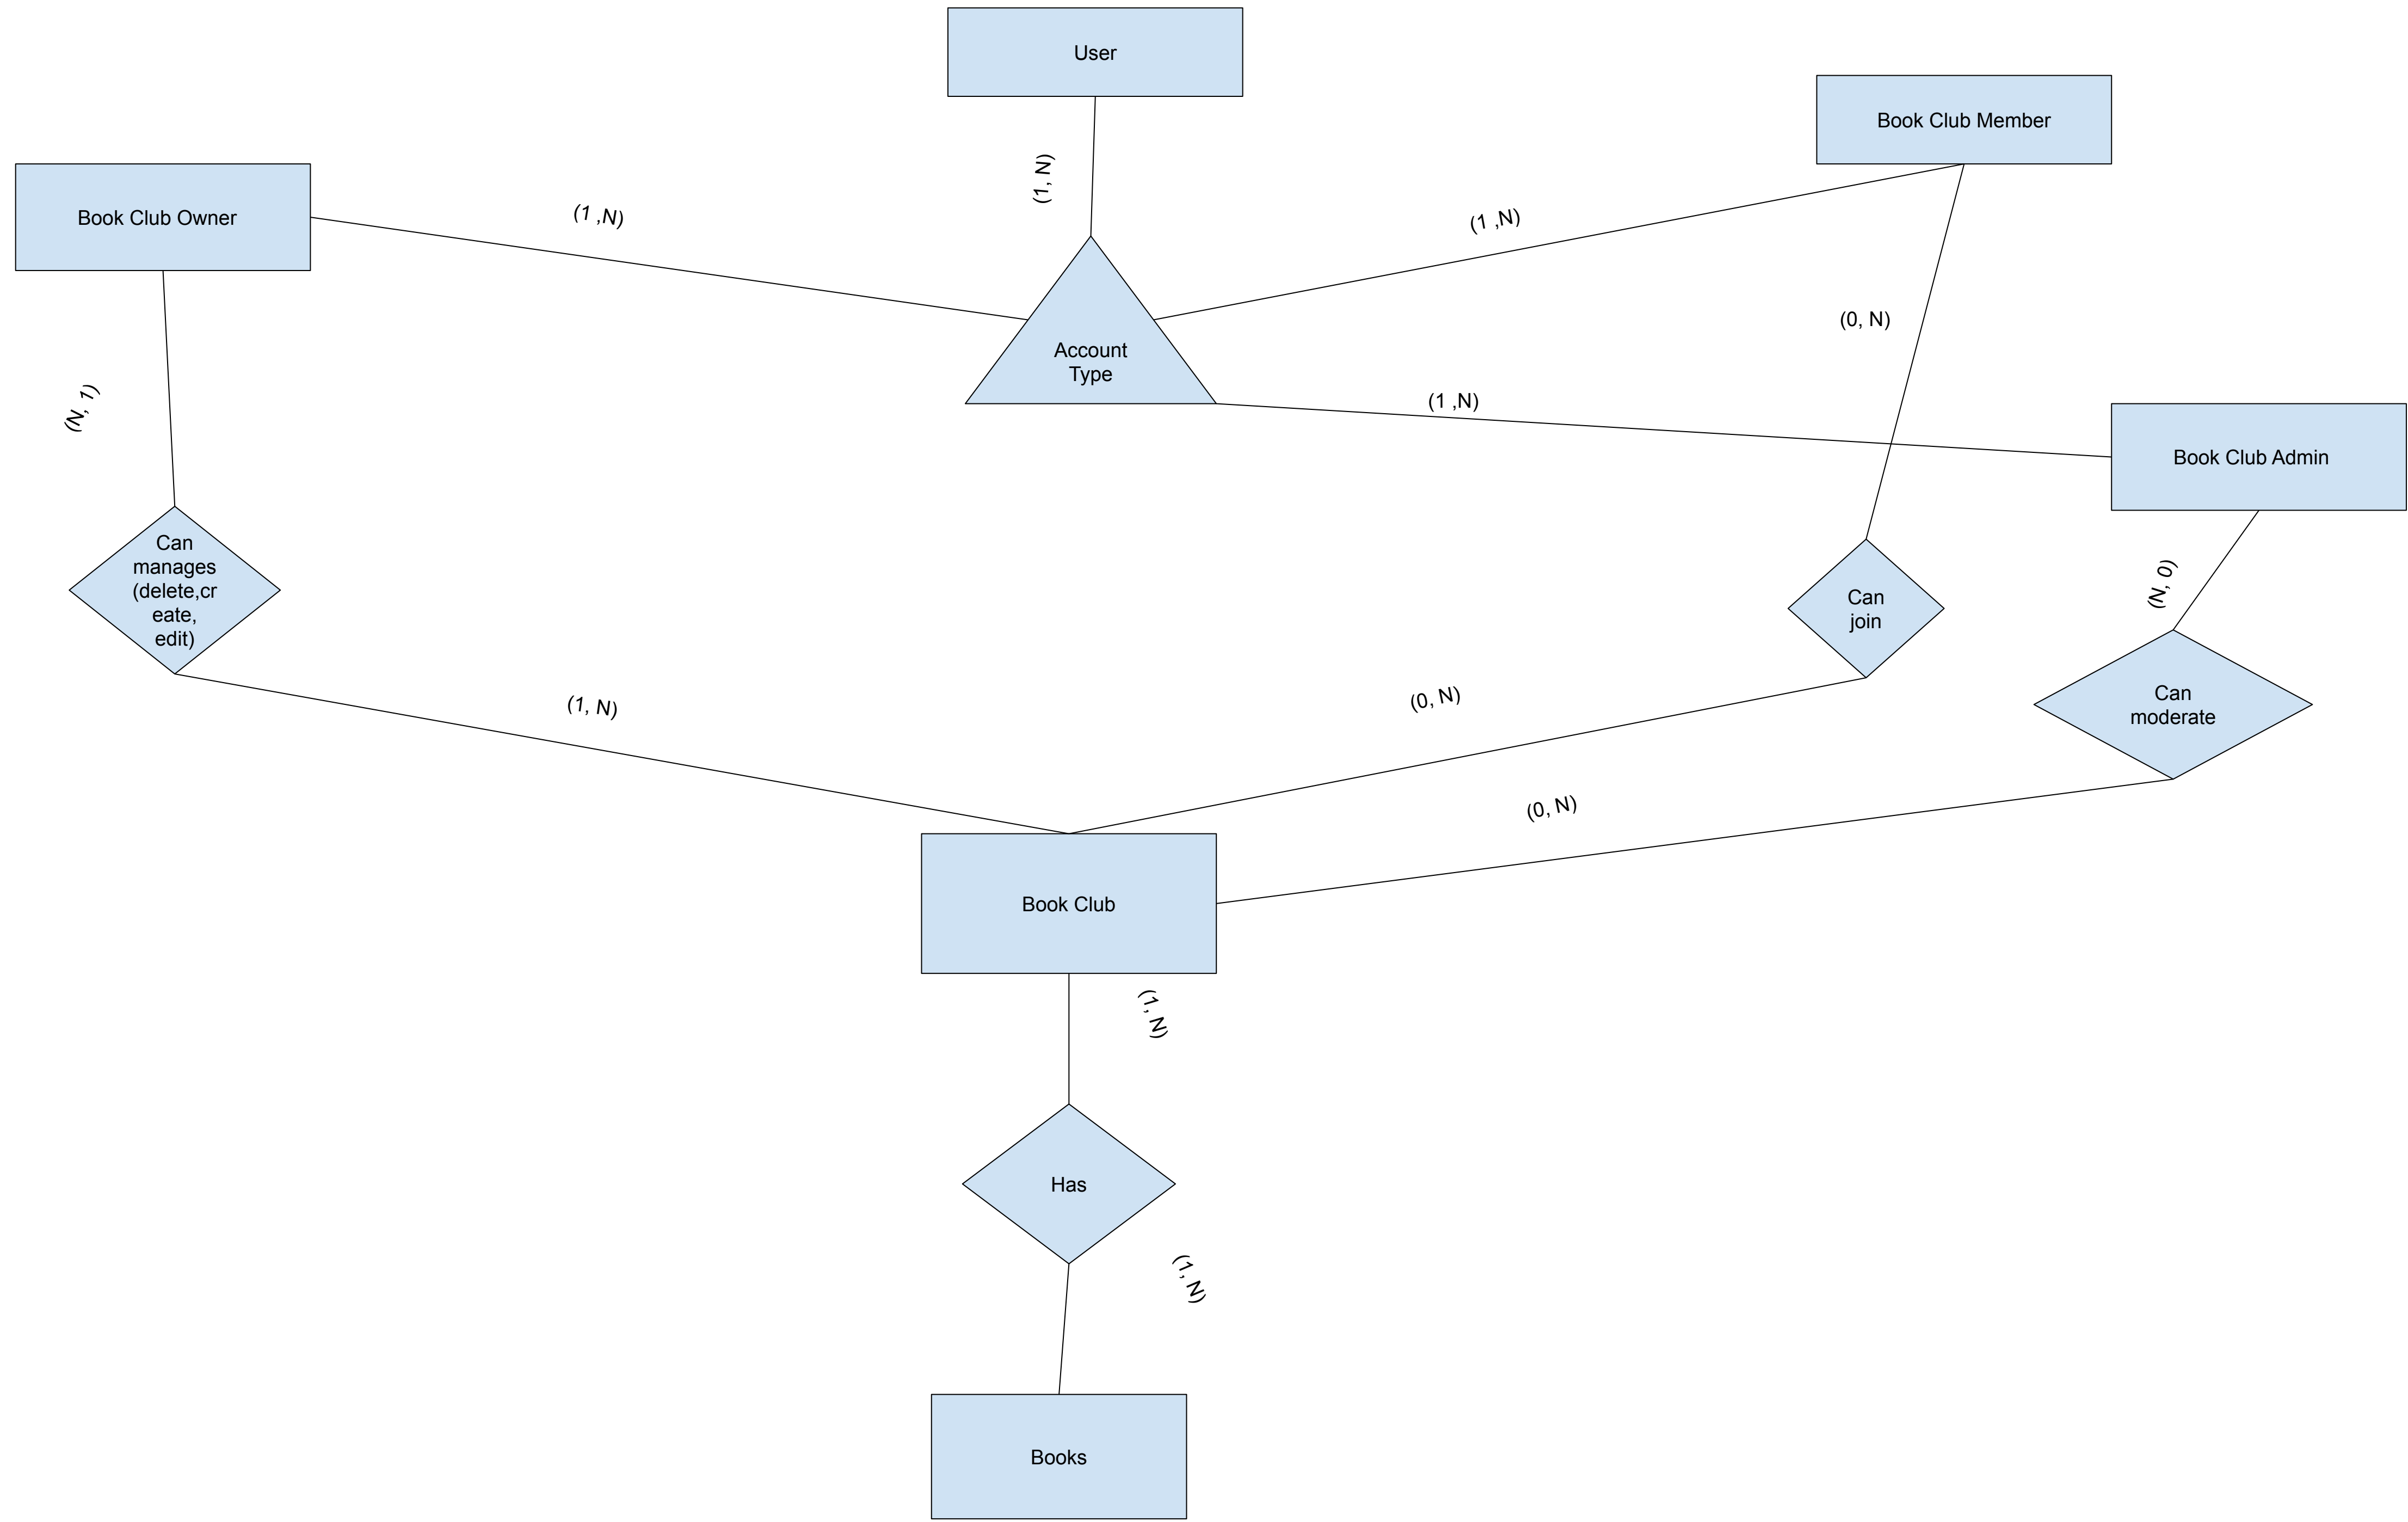 User
Book Club Member
(1, N)
Book Club Owner
(1 ,N)
(1 ,N)
(0, N)
Account
Type
(N, 1)
(1 ,N)
Book Club Admin
Can
manages
(delete,cr
eate,
edit)
Can
join
(N, 0)
Can
moderate
(1, N)
(0, N)
(0, N)
Book Club
(1, N)
Has
(1, N)
Books